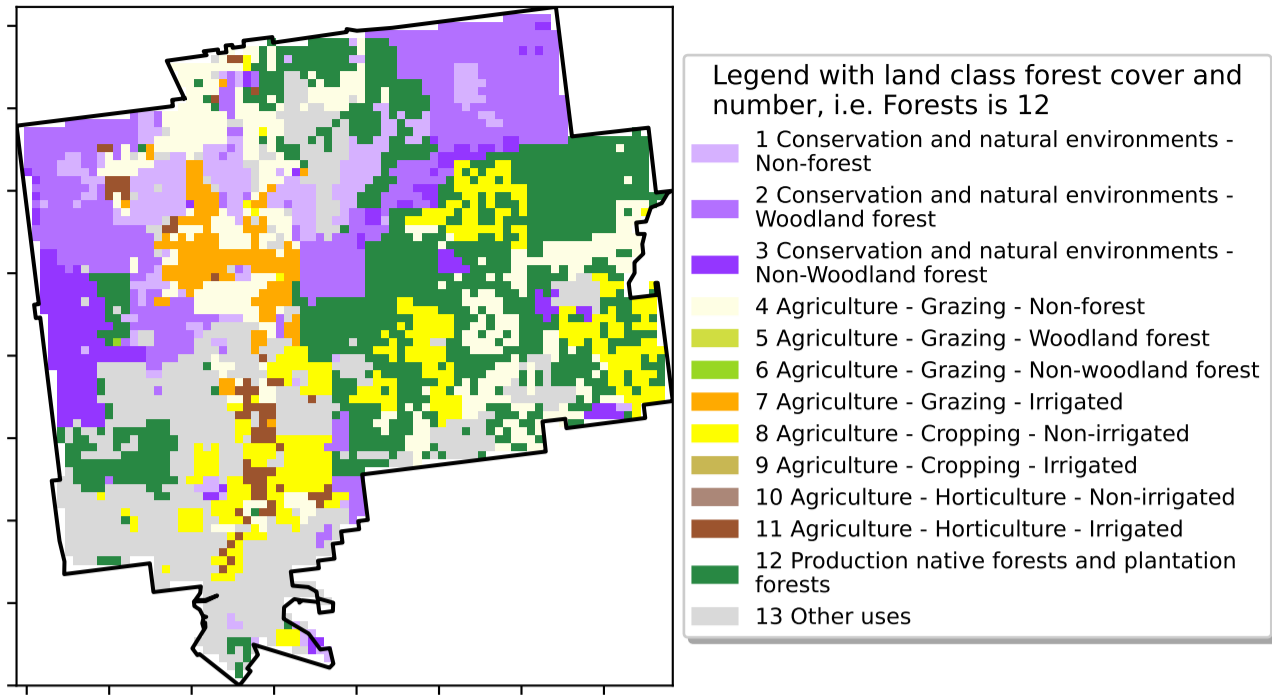 Legend with land class forest cover and
number, i.e. Forests is 12
1 Conservation and natural environments -
Non-forest
2 Conservation and natural environments -
Woodland forest
3 Conservation and natural environments -
Non-Woodland forest
4 Agriculture - Grazing - Non-forest
5 Agriculture - Grazing - Woodland forest
6 Agriculture - Grazing - Non-woodland forest
7 Agriculture - Grazing - Irrigated
8 Agriculture - Cropping - Non-irrigated
9 Agriculture - Cropping - Irrigated
10 Agriculture - Horticulture - Non-irrigated
11 Agriculture - Horticulture - Irrigated
12 Production native forests and plantation
forests
13 Other uses